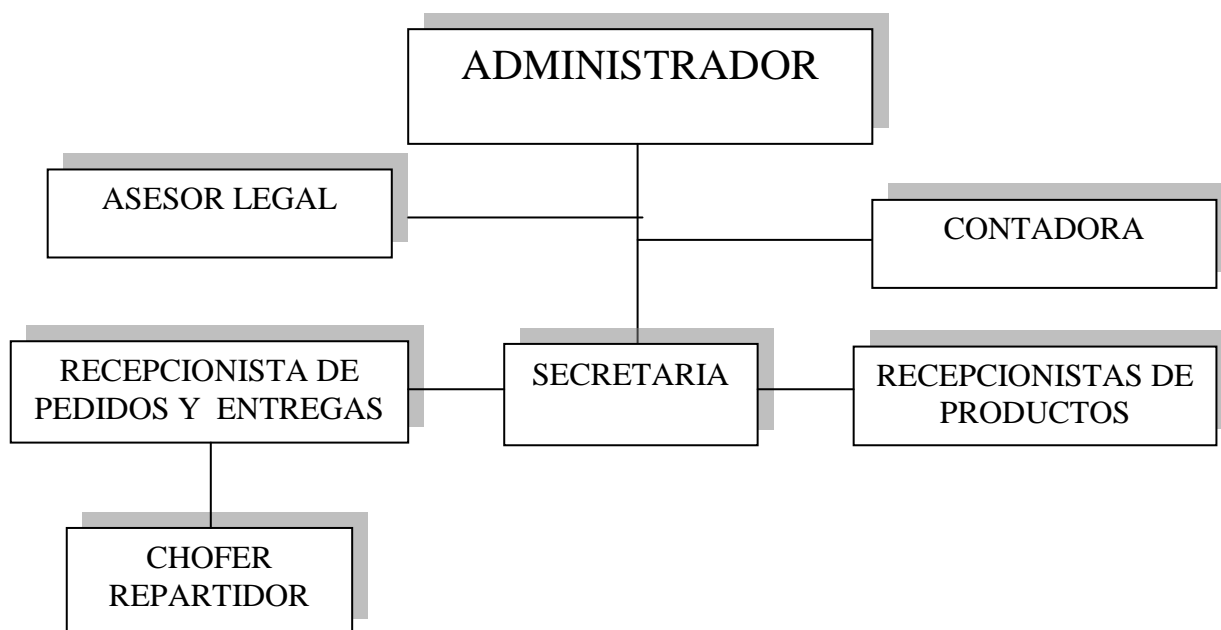 ADMINISTRADOR
ASESOR LEGAL
CONTADORA
RECEPCIONISTA DE
PEDIDOS Y ENTREGAS
SECRETARIA
RECEPCIONISTAS DE
PRODUCTOS
CHOFER
REPARTIDOR